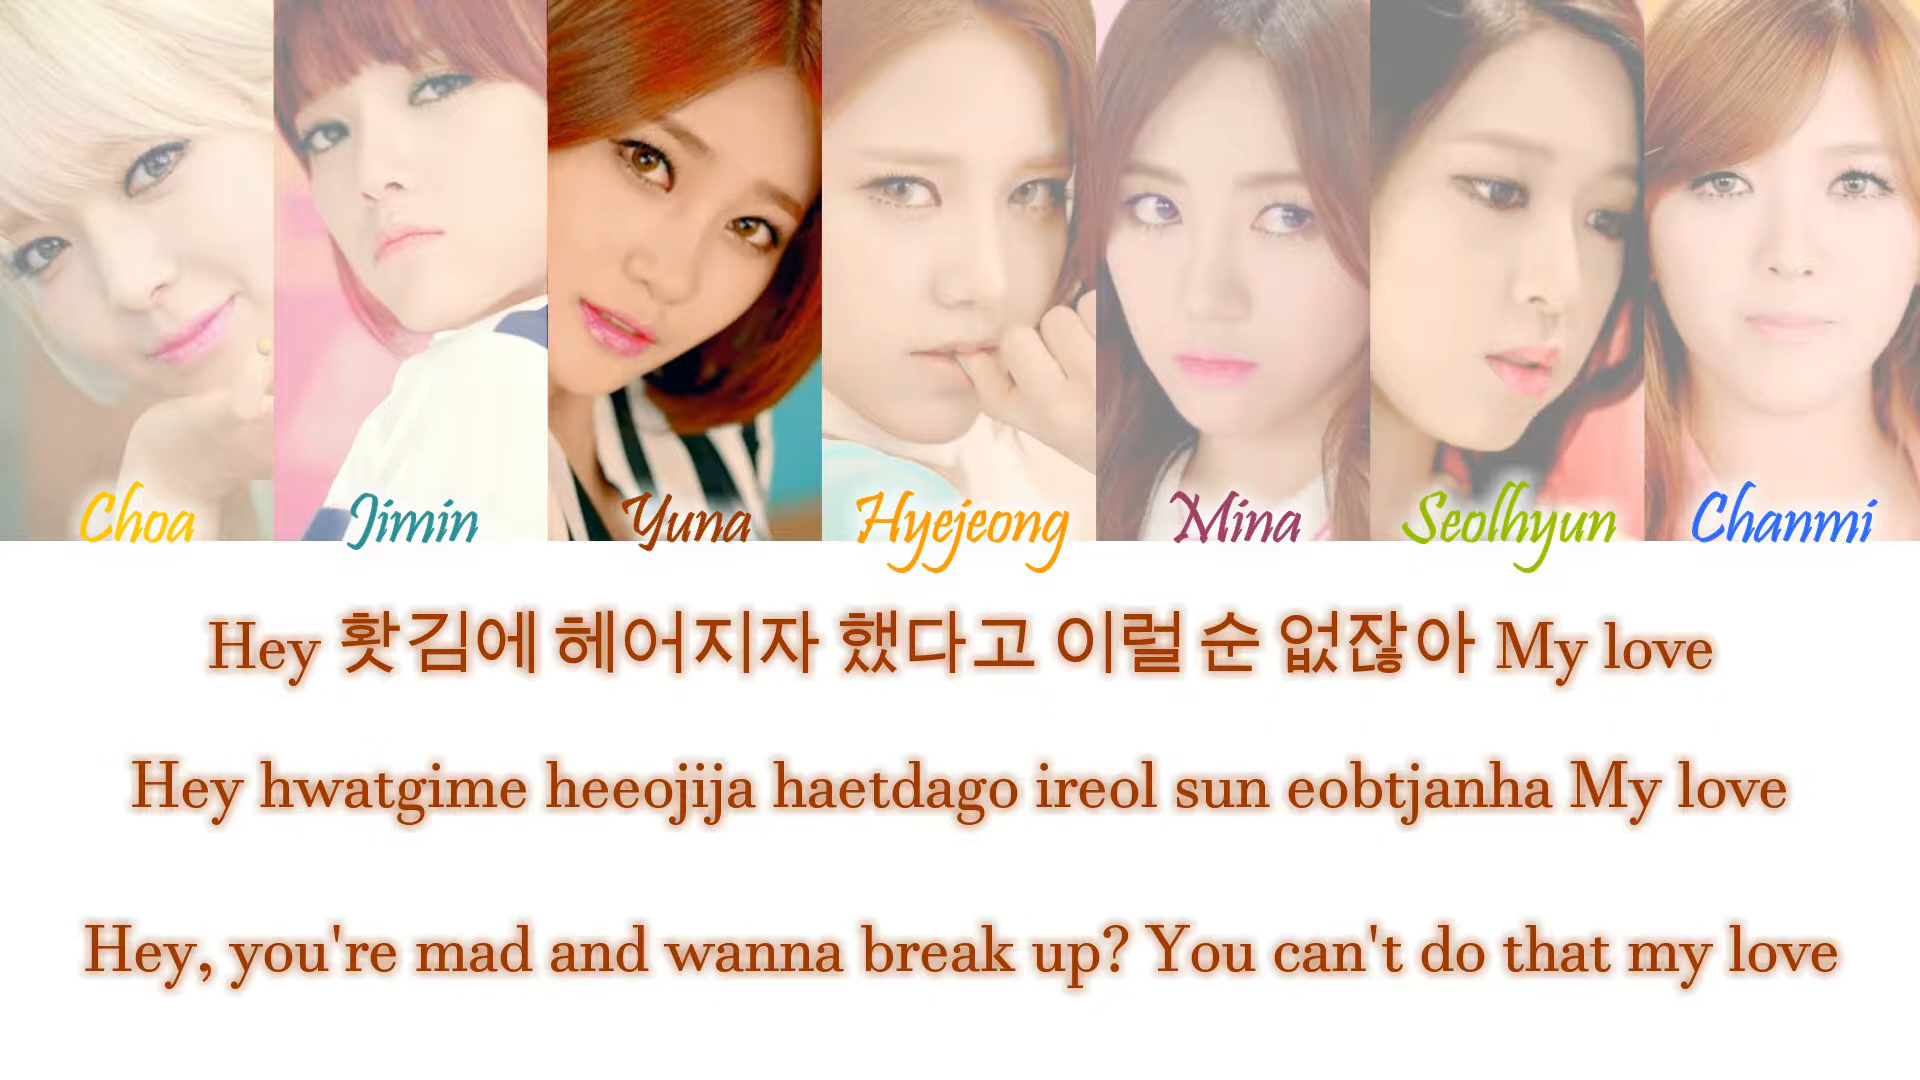 Choa Jimin Yuna Hyejeong Mina Seolhyun Chanmi
Hey 홧김에 헤어지자 했다고 이럴 순 없잖아 My love
Hey hwatgime heeojija haetdago ireol sun eobtjanha My love
Hey, you're mad and wanna break up? You can't do that my love